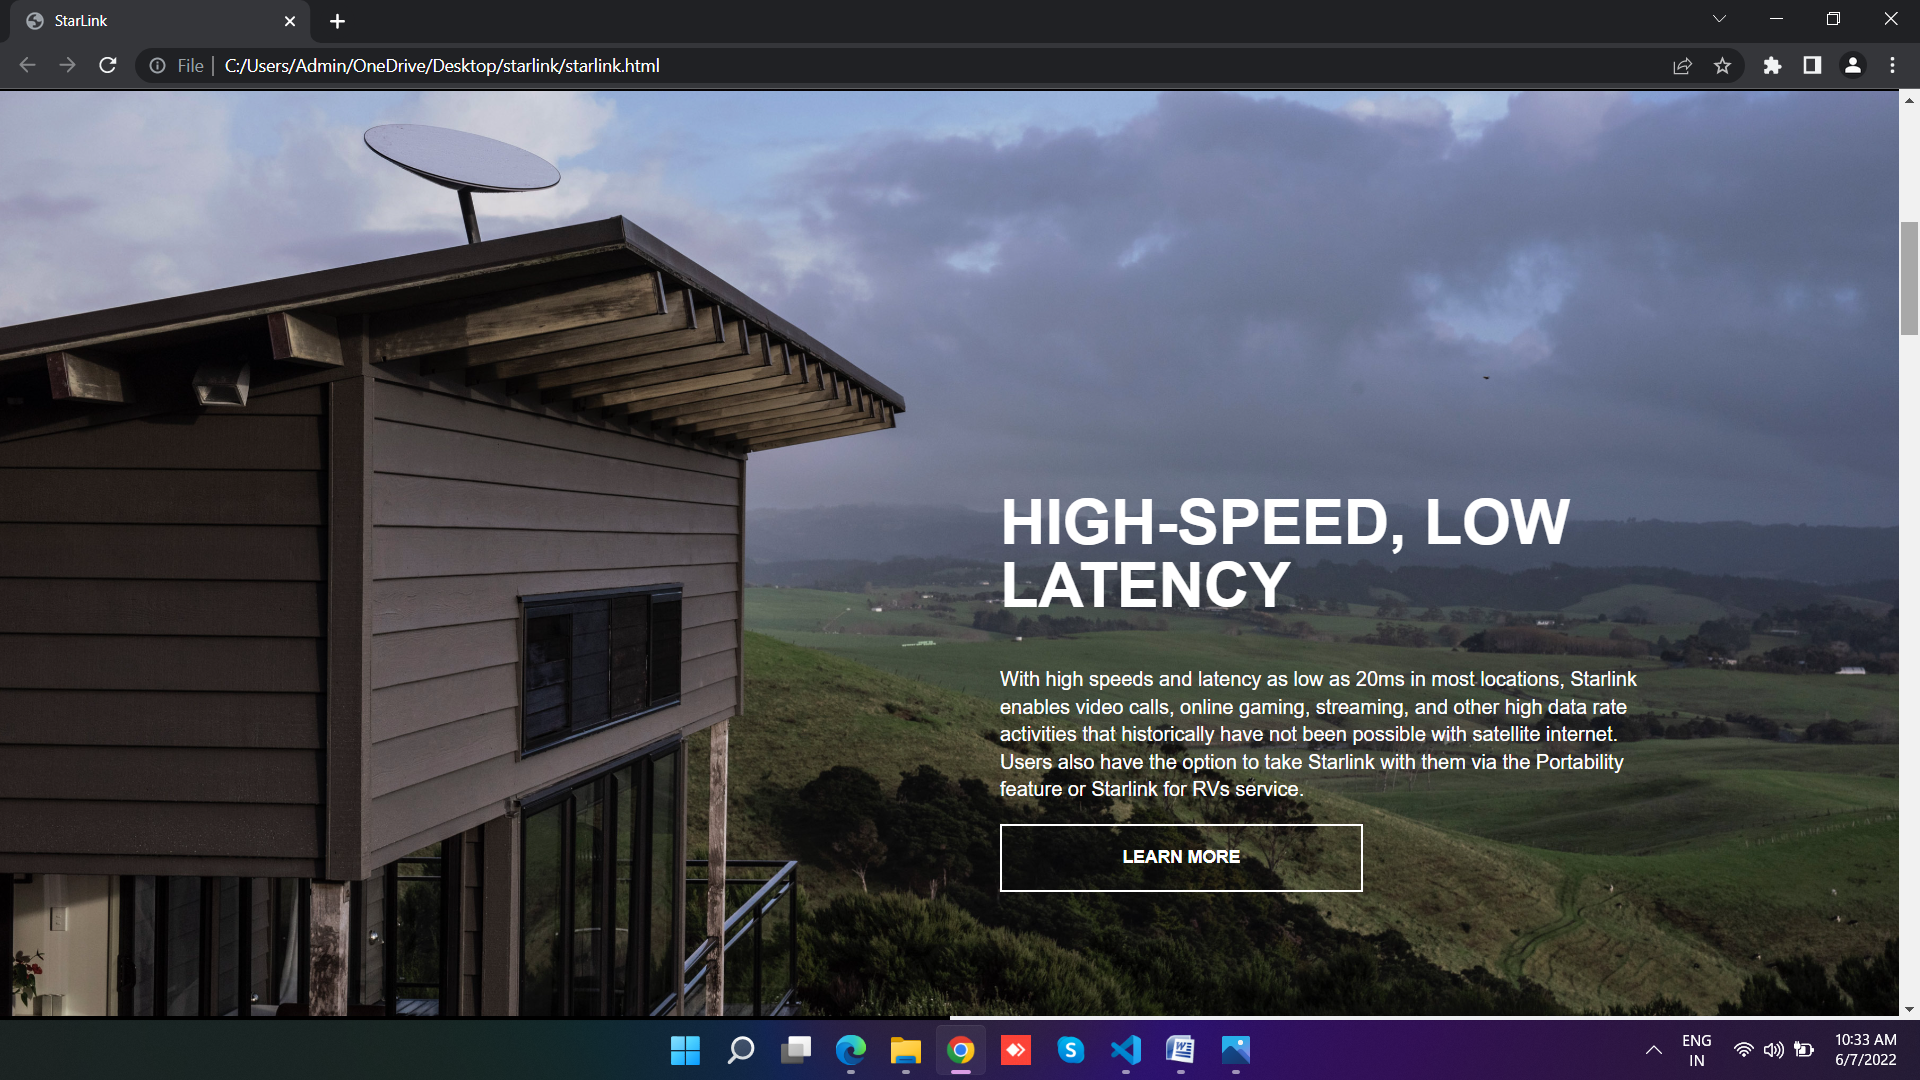 StarLink
File
C:/Users/Admin/OneDrive/Desktop/starlink/starlink.html
HIGH-SPEED, LOW
LATENCY
With high speeds and latency as low as 20ms in most locations, Starlink
enables video calls, online gaming, streaming, and other high data rate
activities that historically have not been possible with satellite internet.
Users also have the option to take Starlink with them via the Portability
feature or Starlink for RVs service.
LEARN MORE
ENG
IN
10:33 AM
6/7/2022